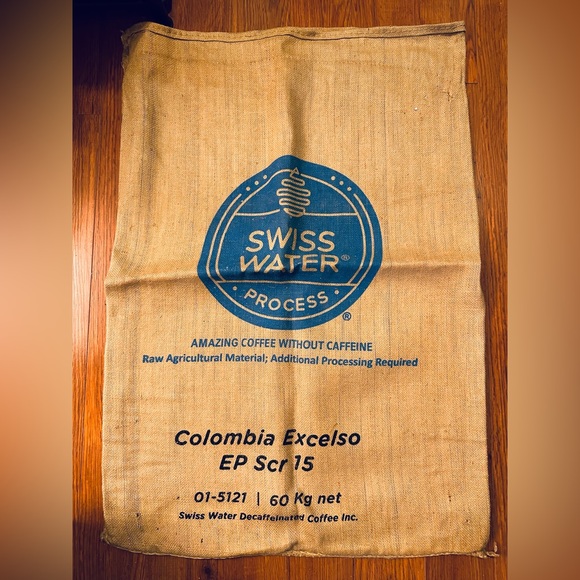 SWISS
WATER®
• PROCESS •
®
AMAZING COFFEE WITHOUT CAFFEINE
Raw Agricultural Material; Additional Processing Required
Colombia Excelso
EP Scr 15
01-5121 | 60 Kg net
Swiss Water Decaffeinated Coffee Inc.